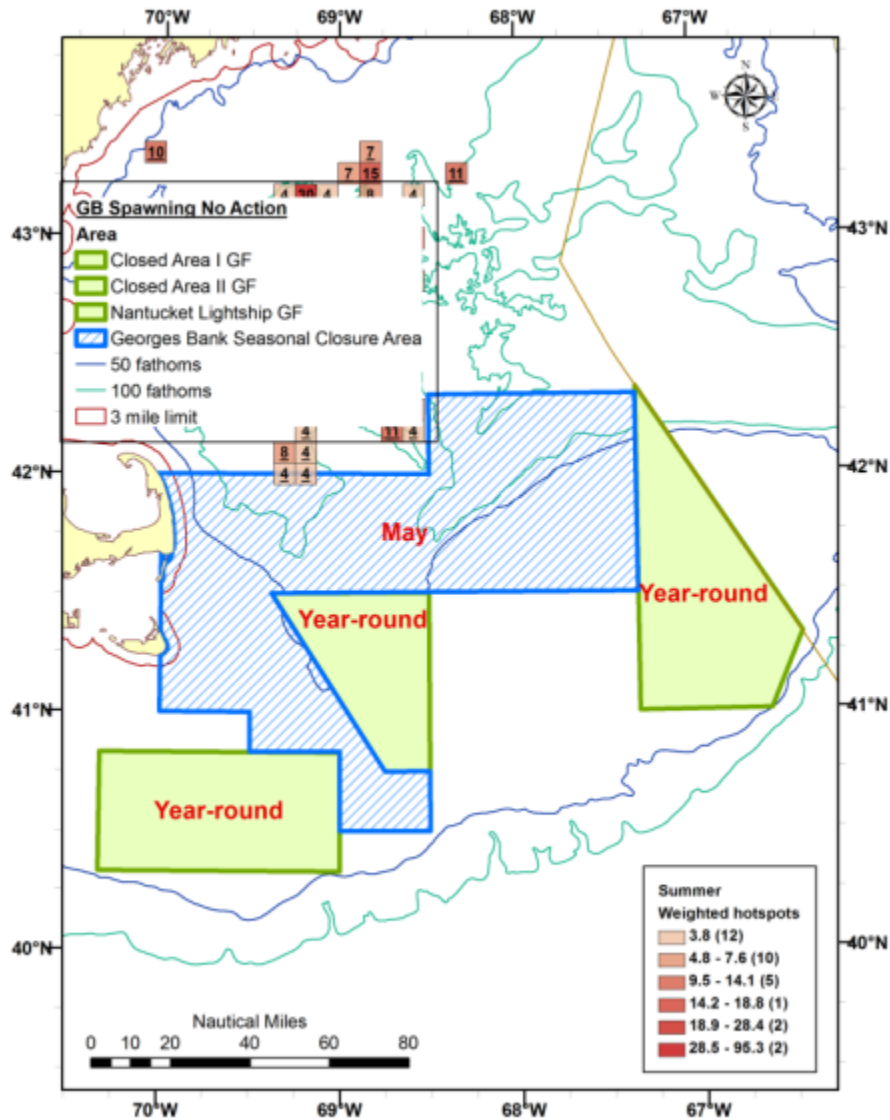 70°W 69°W 68°W 67°W
N
W E
S
10
7
7 15 11
4 30 4 8 4
GB Spawning No Action
43°N 43°N
Area
Closed Area I GF
Closed Area II GF
Nantucket Lightship GF
Georges Bank Seasonal Closure Area
50 fathoms
100 fathoms
3 mile limit
4 11 4
8 4
42°N 42°N
4 4
May
Year-round
Year-round
41°N 41°N
Year-round
Summer
Weighted hotspots
3.8 (12)
40°N 40°N
4.8 - 7.6 (10)
9.5 - 14.1 (5)
14.2 - 18.8 (1)
18.9 - 28.4 (2)
28.5 - 95.3 (2)
Nautical Miles
0 10 20 40 60 80
70°W 69°W 68°W 67°W